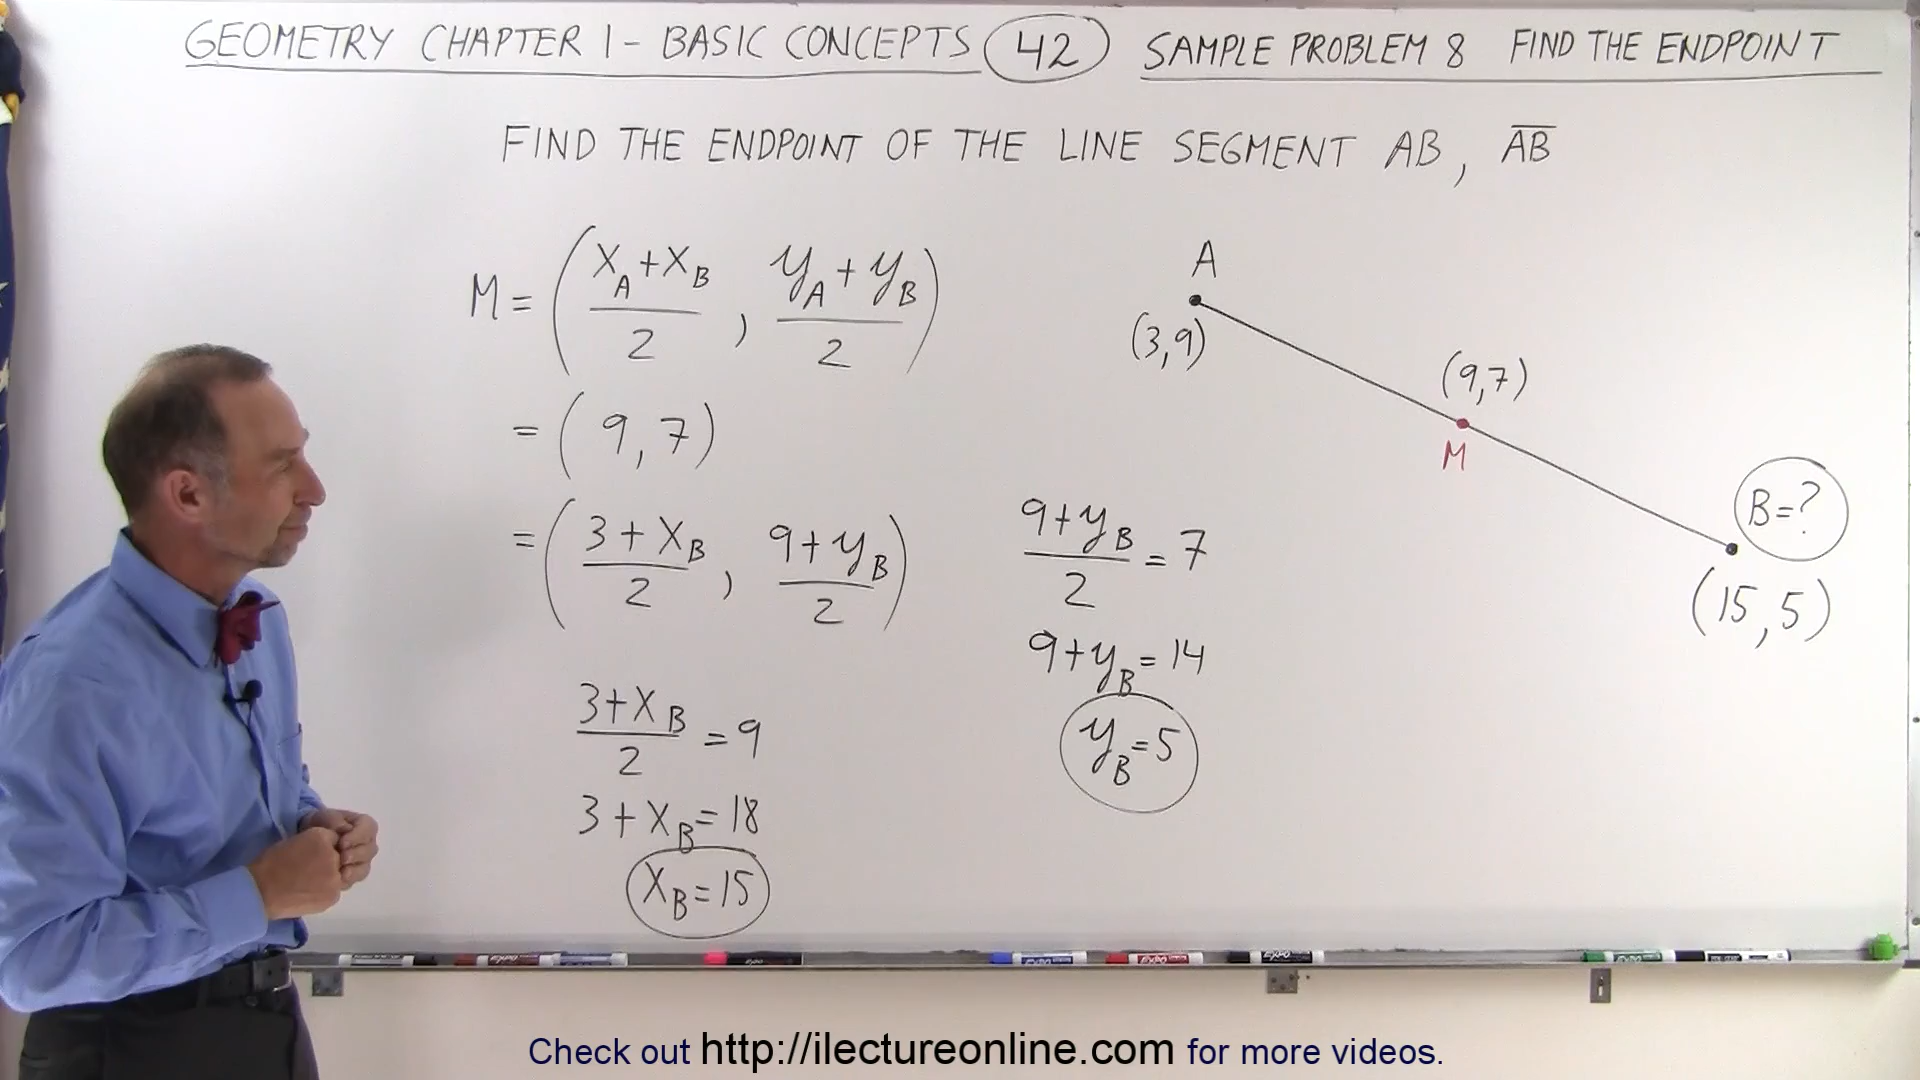 GEOMETRY CHAPTER 1 - BASIC CONCEPTS 42 SAMPLE PROBLEM 8 FIND THE ENDPOINT
FIND THE ENDPOINT OF THE LINE SEGMENT AB, A̅B̅
M = ( (x_A + x_B)/2 , (y_A + y_B)/2 )
= (9,7)
= ( (3 + x_B)/2 , (9 + y_B)/2 )
(3 + x_B)/2 = 9
3 + x_B = 18
x_B = 15
(9 + y_B)/2 = 7
9 + y_B = 14
y_B = 5
A
(3,9)
(9,7)
M
B = ?
(15,5)
Check out http://ilectureonline.com for more videos.